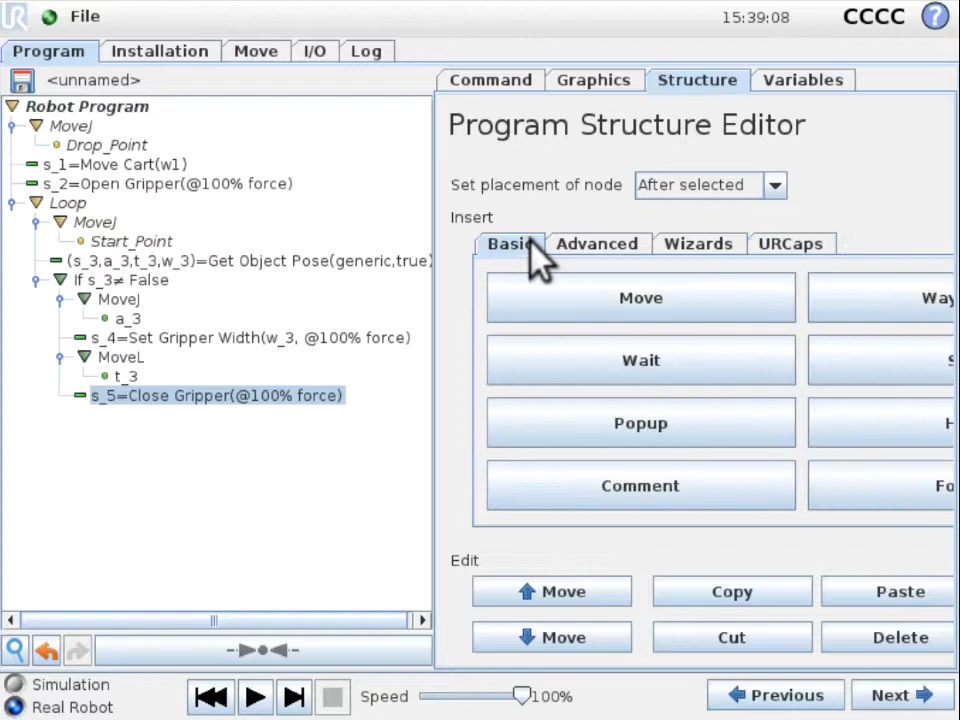 UR File 15:39:08 CCCC ?
Program Installation Move I/O Log
<unnamed>
Command Graphics Structure Variables
Robot Program
MoveJ
Drop_Point
s_1=Move Cart(w1)
s_2=Open Gripper(@100% force)
Loop
MoveJ
Start_Point
(s_3,a_3,t_3,w_3)=Get Object Pose(generic,true)
If s_3≠ False
MoveJ
a_3
s_4=Set Gripper Width(w_3, @100% force)
MoveL
t_3
s_5=Close Gripper(@100% force)
Program Structure Editor
Set placement of node After selected
Insert
Basic Advanced Wizards URCaps
Move
Wait
Popup
Comment
Edit
Move Copy Paste
Move Cut Delete
Simulation
Real Robot
Speed 100%
Previous Next